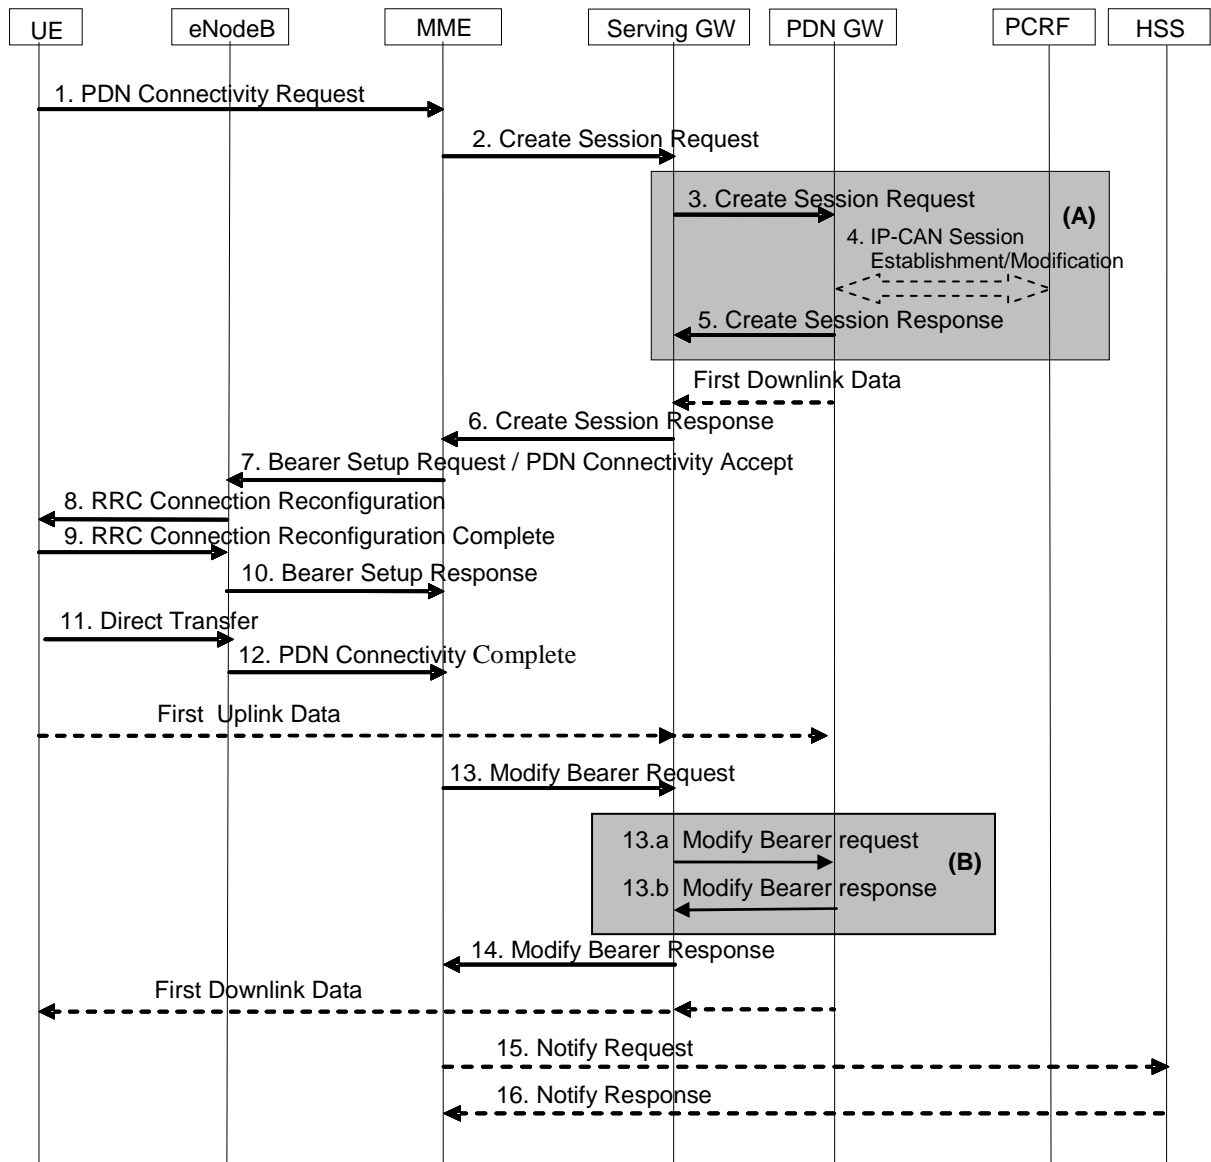 UE
eNodeB
MME
Serving GW
PDN GW
PCRF
HSS
1. PDN Connectivity Request
2. Create Session Request
3. Create Session Request
(A)
4. IP-CAN Session
Establishment/Modification
5. Create Session Response
First Downlink Data
6. Create Session Response
7. Bearer Setup Request / PDN Connectivity Accept
8. RRC Connection Reconfiguration
9. RRC Connection Reconfiguration Complete
10. Bearer Setup Response
11. Direct Transfer
12. PDN Connectivity Complete
First Uplink Data
13. Modify Bearer Request
13.a Modify Bearer request
(B)
13.b Modify Bearer response
14. Modify Bearer Response
First Downlink Data
15. Notify Request
16. Notify Response